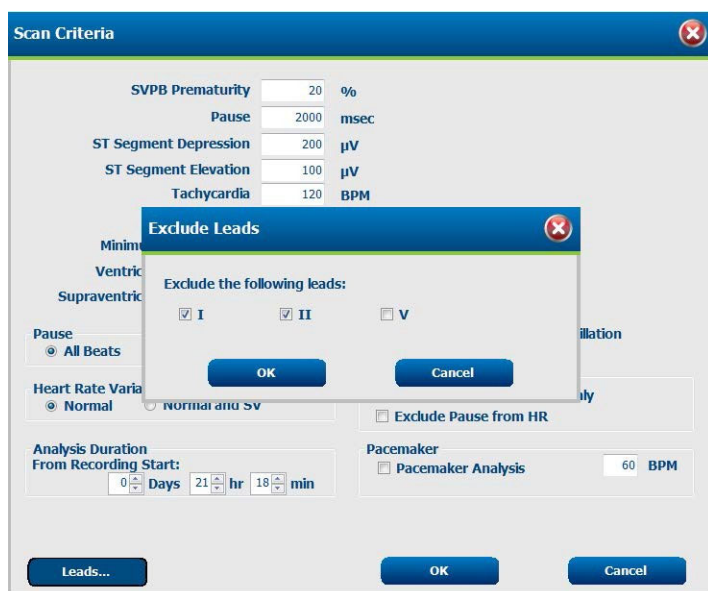 Scan Criteria
SVPB Prematurity 20 %
Pause 2000 msec
ST Segment Depression 200 µV
ST Segment Elevation 100 µV
Tachycardia 120 BPM
Exclude Leads
Exclude the following leads:
I II V
OK Cancel
Pause
All Beats
Heart Rate
Normal Normal and SV
Exclude Pause from HR
Analysis Duration
From Recording Start:
0 Days 21 hr 18 min
Pacemaker
Pacemaker Analysis 60 BPM
Leads... OK Cancel